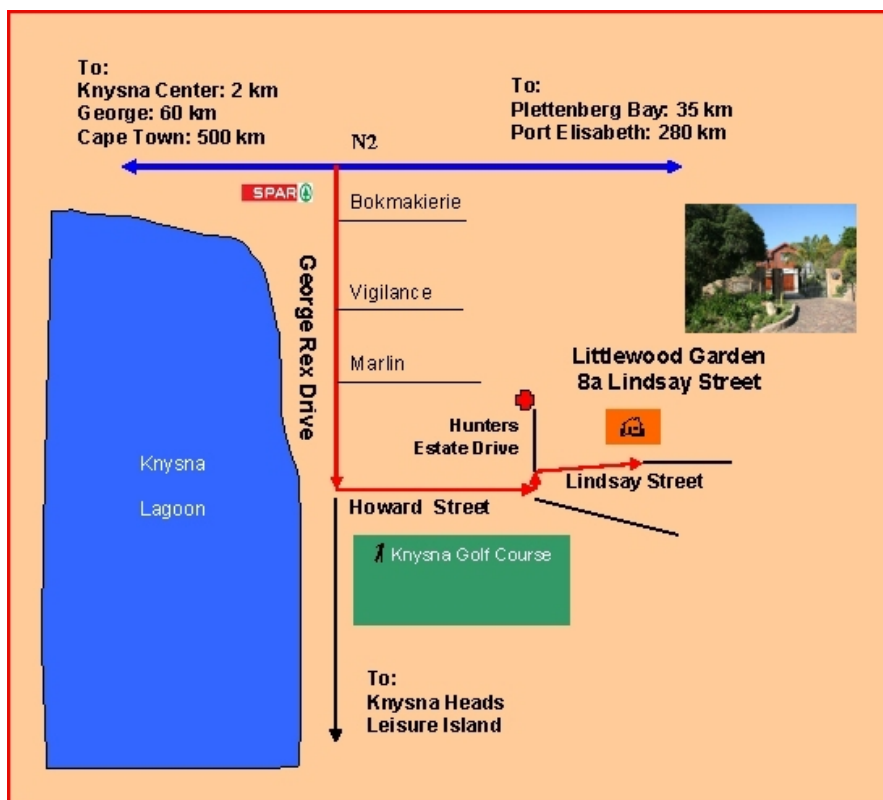 To:
Knysna Center: 2 km
George: 60 km
Cape Town: 500 km
To:
Plettenberg Bay: 35 km
Port Elisabeth: 280 km
N2
SPAR
Bokmakierie
George Rex Drive
Vigilance
Marlin
Littlewood Garden
8a Lindsay Street
Hunters
Estate Drive
Knysna
Lagoon
Lindsay Street
Howard Street
Knysna Golf Course
To:
Knysna Heads
Leisure Island